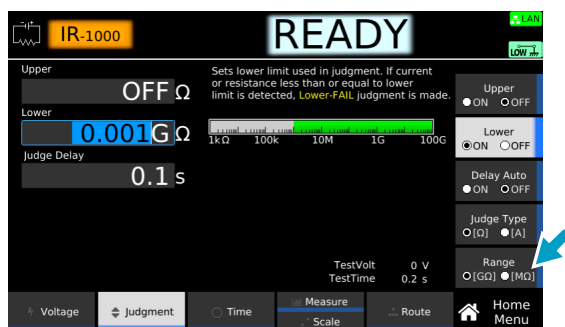 IR-1000
READY
LAN
LOW
Upper
OFF Ω
Lower
0.001G Ω
Judge Delay
0.1 s
Sets lower limit used in judgment. If current
or resistance less than or equal to lower
limit is detected, Lower-FAIL judgment is made.
1kΩ 100k 10M 1G 100G
TestVolt 0 V
TestTime 0.2 s
Upper
ON OFF
Lower
ON OFF
Delay Auto
ON OFF
Judge Type
[Ω] [A]
Range
[GΩ] [MΩ]
Voltage
Judgment
Time
Measure
Scale
Route
Home
Menu